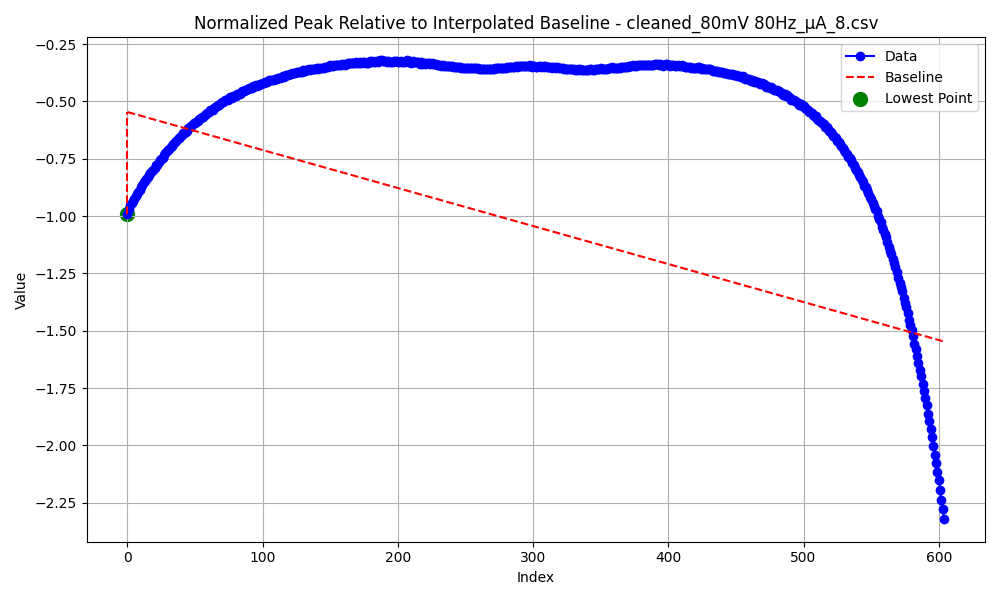 Normalized Peak Relative to Interpolated Baseline - cleaned_80mV 80Hz_µA_8.csv
Data
Baseline
Lowest Point
Value
−0.25
−0.50
−0.75
−1.00
−1.25
−1.50
−1.75
−2.00
−2.25
0
100
200
300
400
500
600
Index